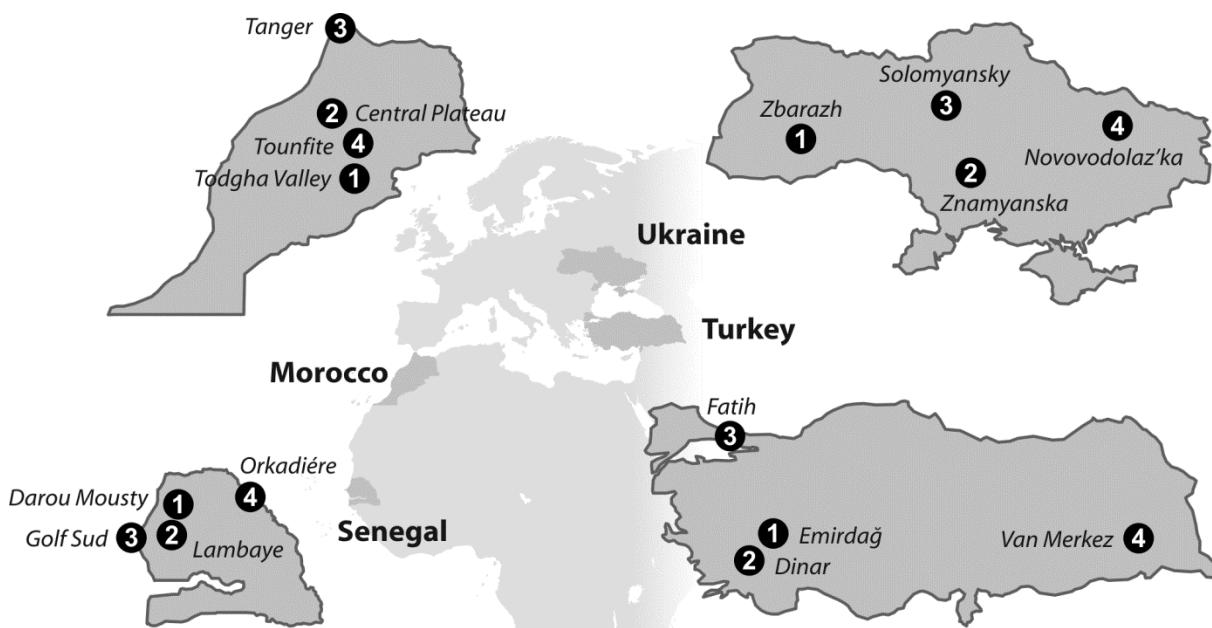 Tanger 3
2 Central Plateau
Tounfite 4
Todgha Valley 1
Solomyansky
3
Zbarazh
1
4
Novovodolaz’ka
2
Znamyanska
Ukraine
Turkey
Morocco
Senegal
Orkadiére
4
Darou Mousty 1
Golf Sud 3
2 Lambaye
Fatih
3
1 Emirdağ
2 Dinar
Van Merkez 4